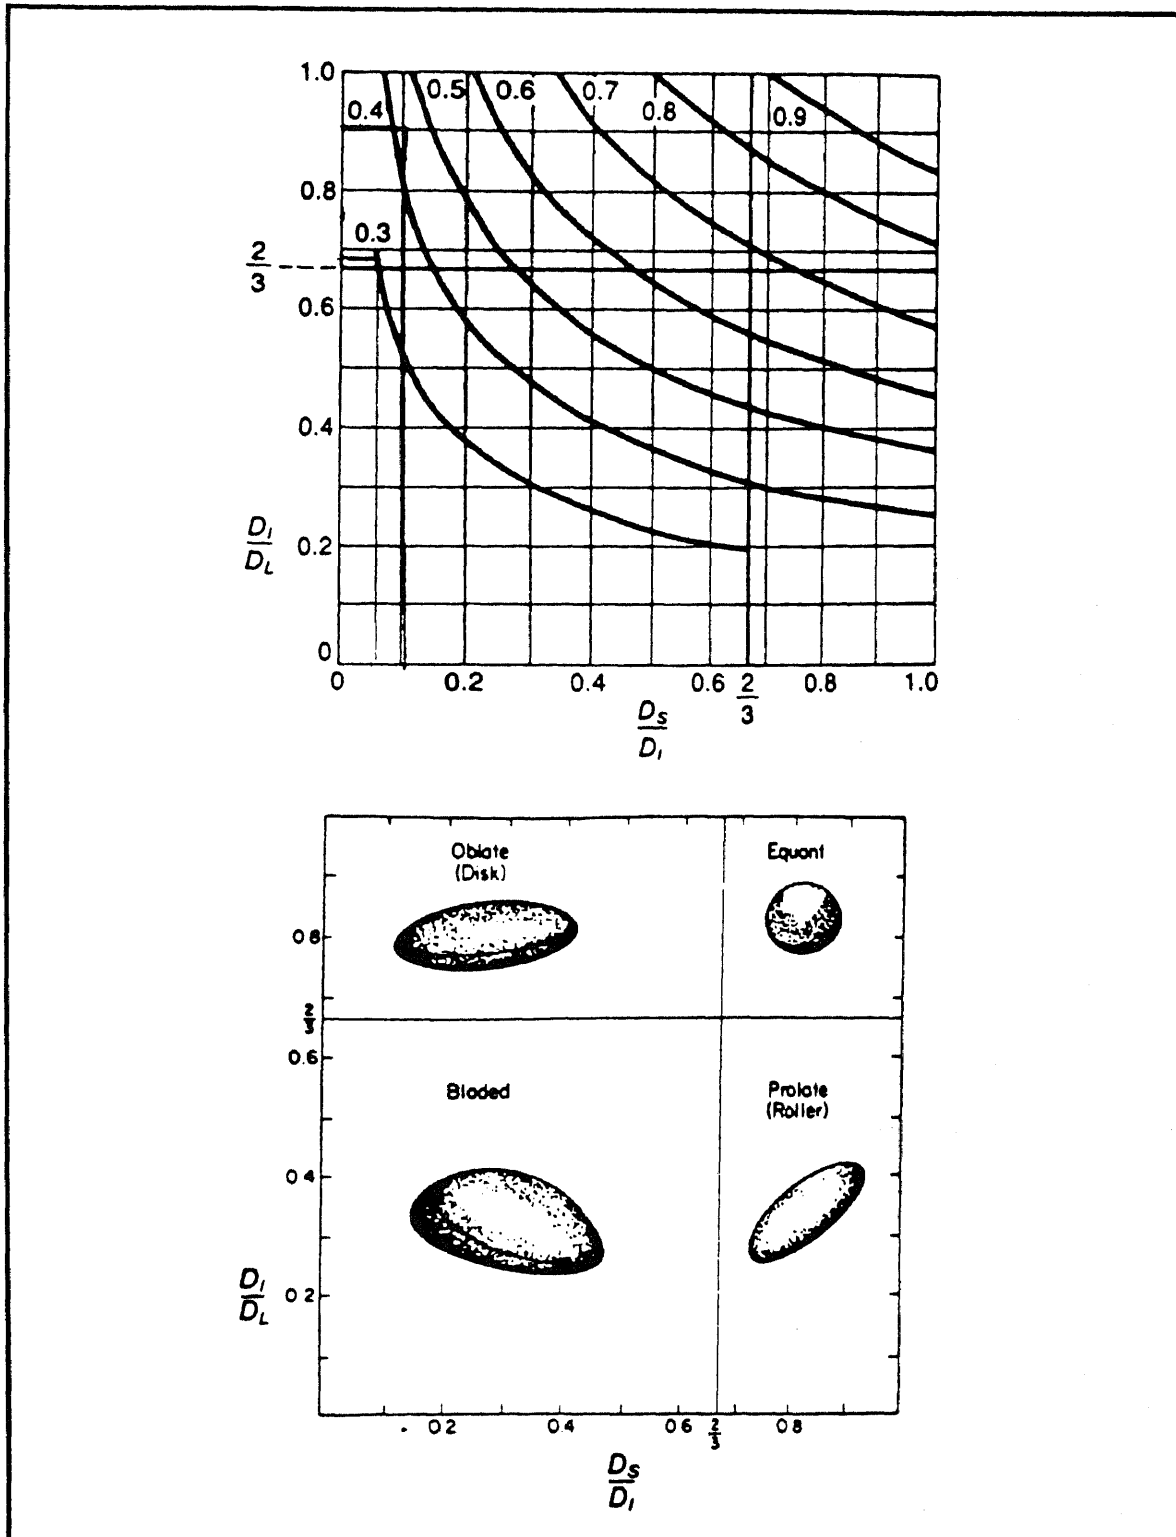 1.0
0.4 0.5 0.6 0.7 0.8 0.9
0.8
0.3
2
3
0.6
0.4
D_I
D_L
0.2
0
0 0.2 0.4 0.6 2 0.8 1.0
3
D_S
D_I
Oblate
(Disk)
Equant
0.8
2
3
0.6
Bladed
Prolate
(Roller)
0.4
D_I
D_L
0.2
0.2 0.4 0.6 2 0.8
3
D_S
D_I